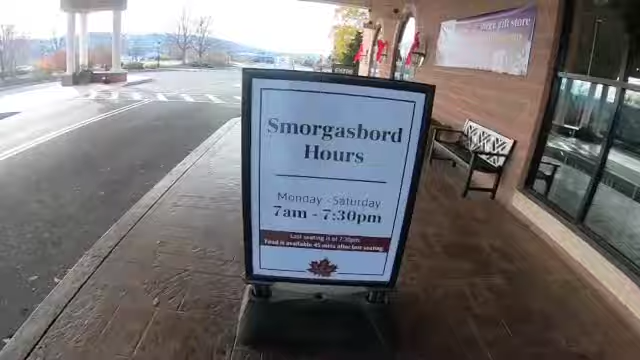 gift store
Smorgasbord
Hours
Monday - Saturday
7am - 7:30pm
Last seating is at 7:30pm.
Food is available 45 mins after last seating.